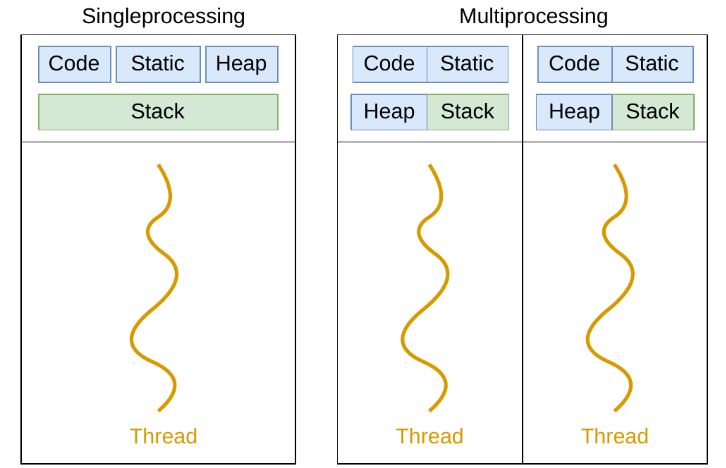 Singleprocessing
Multiprocessing
Code Static Heap
Stack
Thread
Code Static
Heap Stack
Thread
Code Static
Heap Stack
Thread